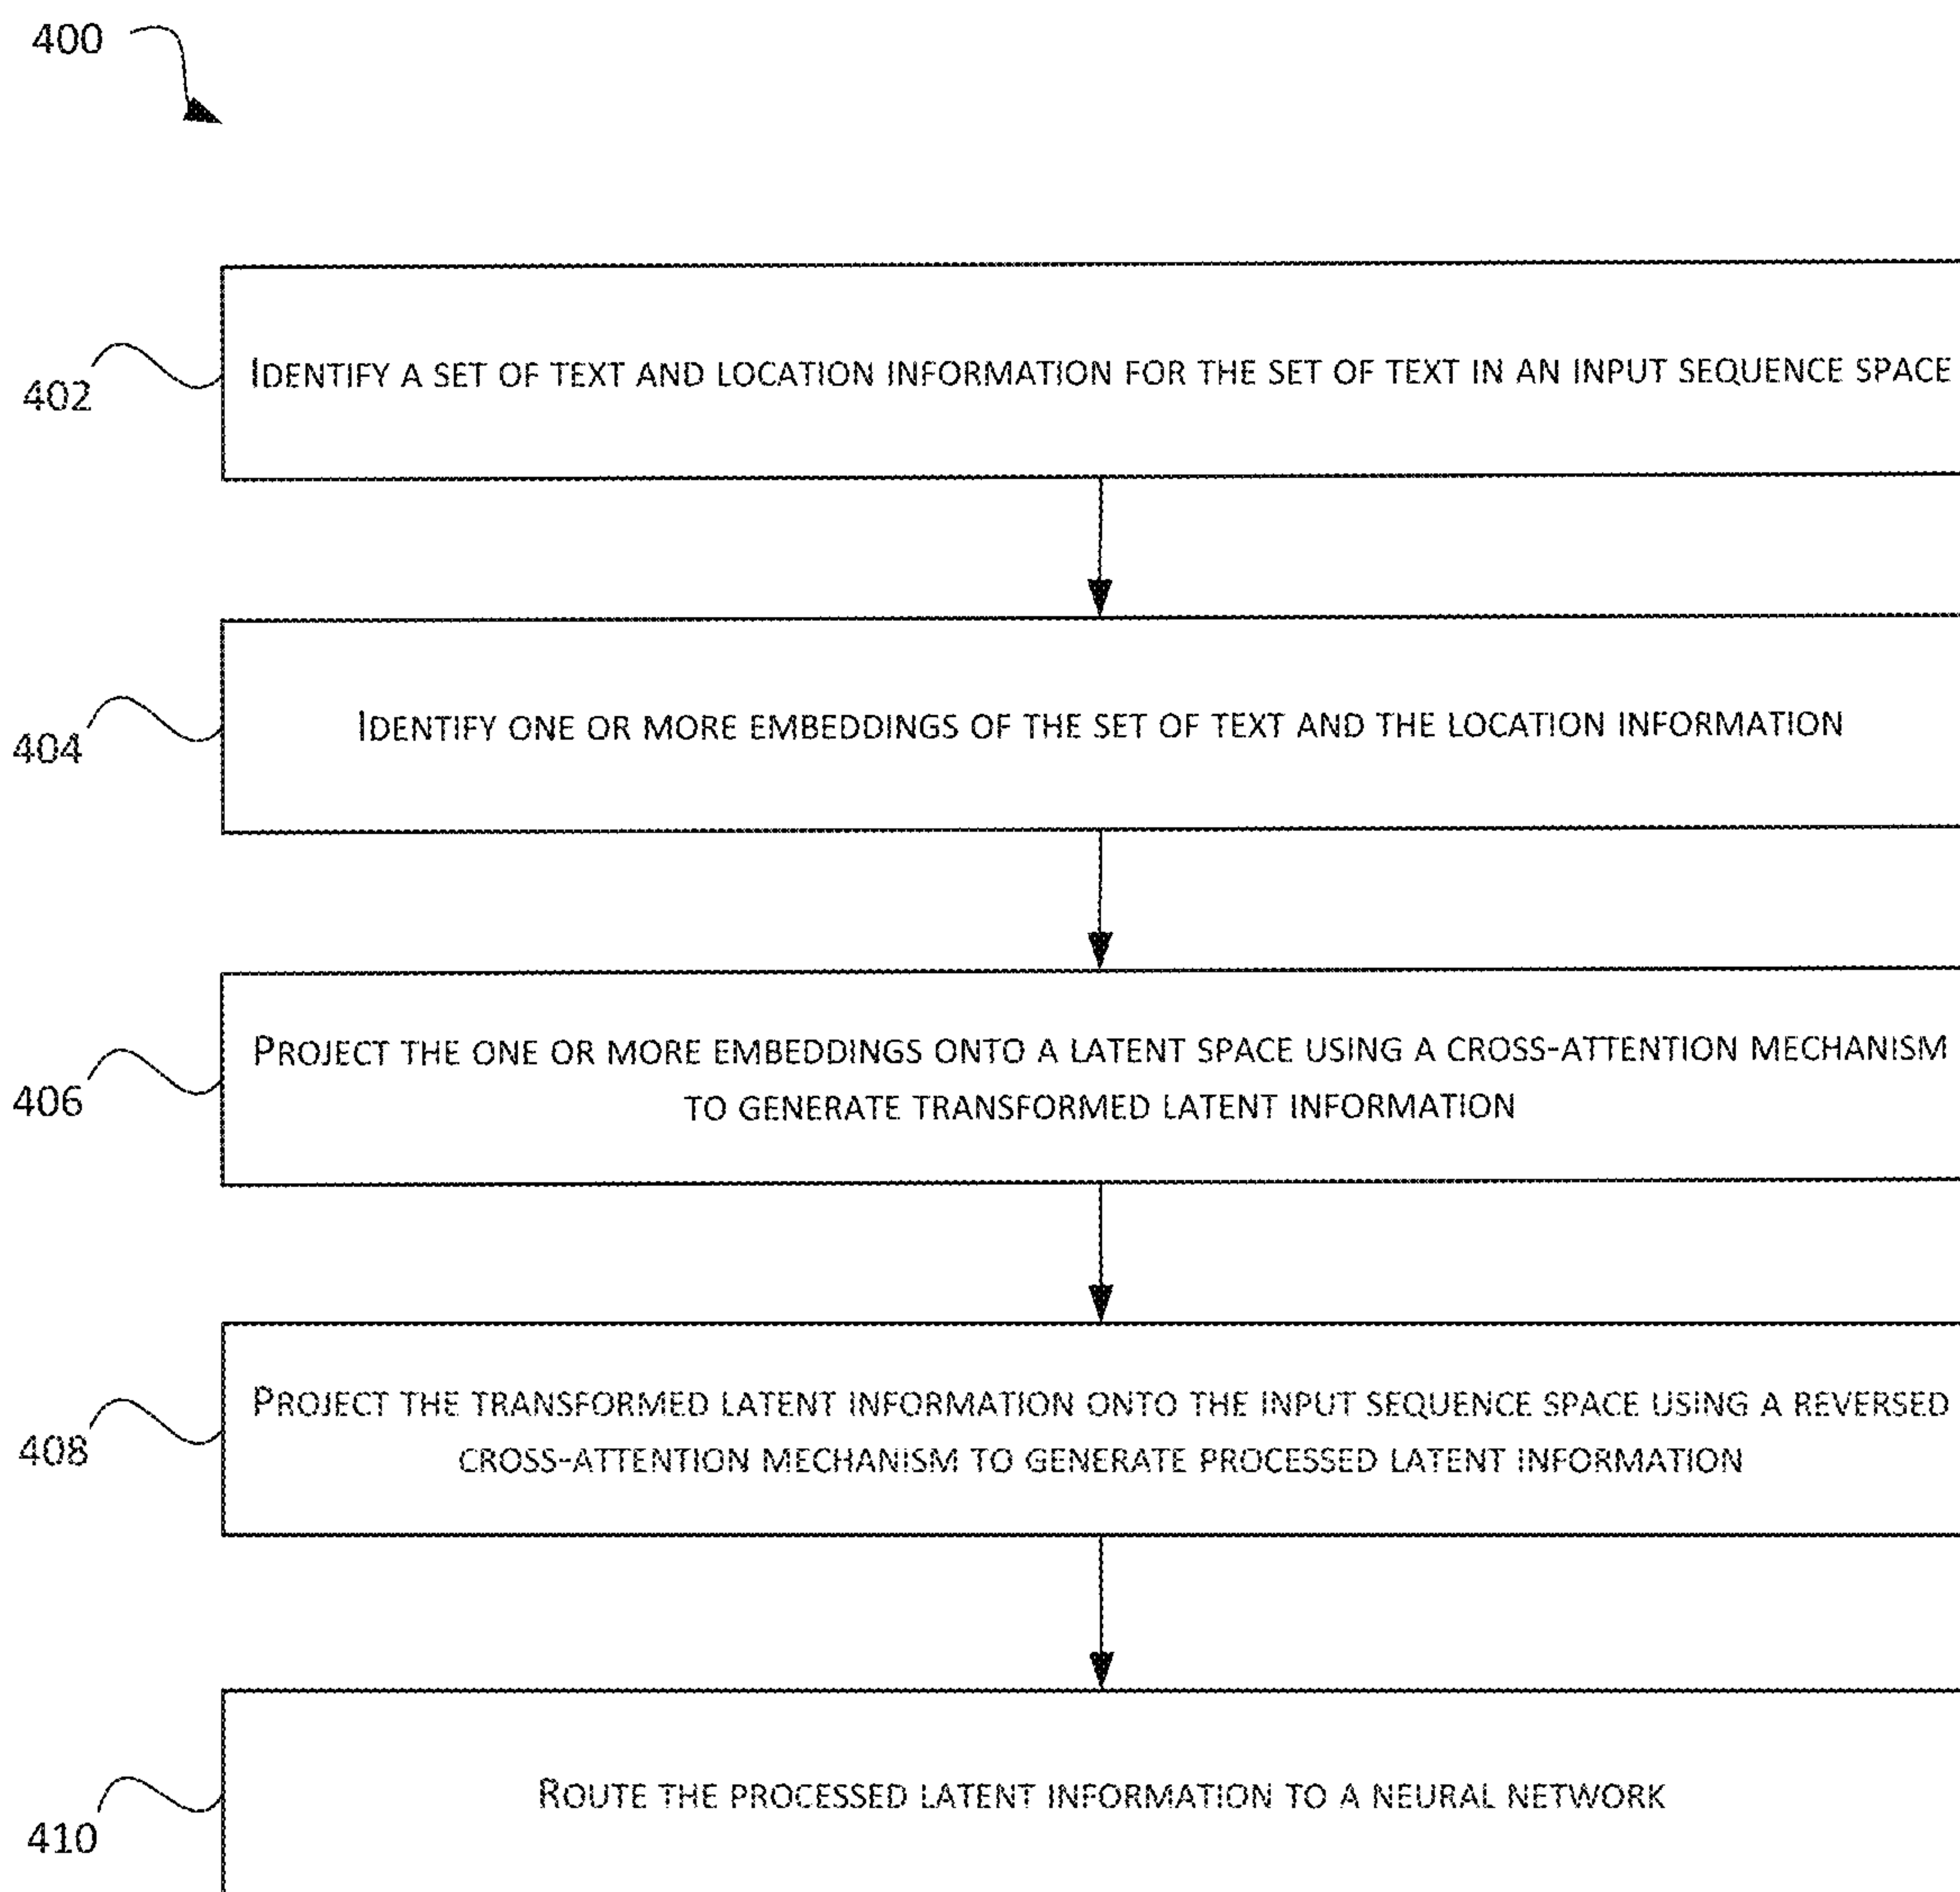 400
402
IDENTIFY A SET OF TEXT AND LOCATION INFORMATION FOR THE SET OF TEXT IN AN INPUT SEQUENCE SPACE
404
IDENTIFY ONE OR MORE EMBEDDINGS OF THE SET OF TEXT AND THE LOCATION INFORMATION
406
PROJECT THE ONE OR MORE EMBEDDINGS ONTO A LATENT SPACE USING A CROSS-ATTENTION MECHANISM
TO GENERATE TRANSFORMED LATENT INFORMATION
408
PROJECT THE TRANSFORMED LATENT INFORMATION ONTO THE INPUT SEQUENCE SPACE USING A REVERSED
CROSS-ATTENTION MECHANISM TO GENERATE PROCESSED LATENT INFORMATION
410
ROUTE THE PROCESSED LATENT INFORMATION TO A NEURAL NETWORK